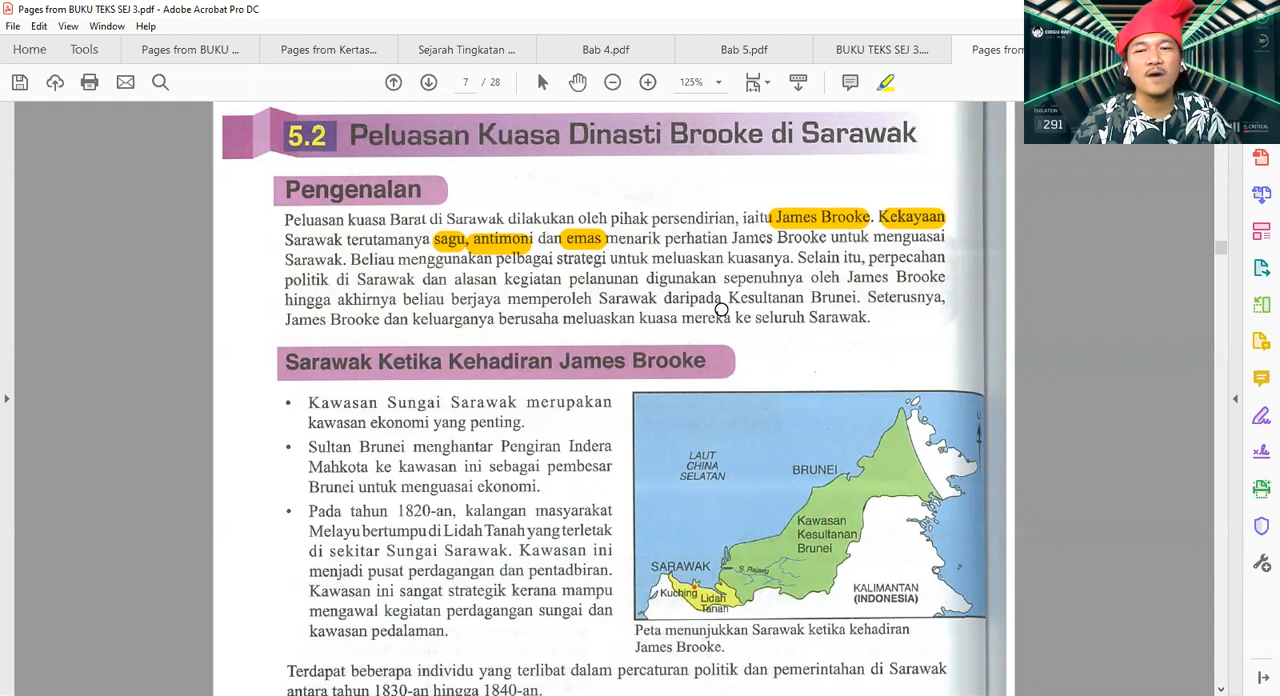 Pages from BUKU TEKS SEJ 3.pdf - Adobe Acrobat Pro DC
File Edit View Window Help
Home Tools Pages from BUKU ... Pages from Kertas... Sejarah Tingkatan ... Bab 4.pdf Bab 5.pdf BUKU TEKS SEJ 3.... Pages from
7 / 28 125%
CIKGU RAFI
ISOLATION
291
CRITICAL
5.2 Peluasan Kuasa Dinasti Brooke di Sarawak
Pengenalan
Peluasan kuasa Barat di Sarawak dilakukan oleh pihak persendirian, iaitu James Brooke. Kekayaan
Sarawak terutamanya sagu, antimoni dan emas menarik perhatian James Brooke untuk menguasai
Sarawak. Beliau menggunakan pelbagai strategi untuk meluaskan kuasanya. Selain itu, perpecahan
politik di Sarawak dan alasan kegiatan pelanunan digunakan sepenuhnya oleh James Brooke
hingga akhirnya beliau berjaya memperoleh Sarawak daripada Kesultanan Brunei. Seterusnya,
James Brooke dan keluarganya berusaha meluaskan kuasa mereka ke seluruh Sarawak.
Sarawak Ketika Kehadiran James Brooke
• Kawasan Sungai Sarawak merupakan
kawasan ekonomi yang penting.
• Sultan Brunei menghantar Pengiran Indera
Mahkota ke kawasan ini sebagai pembesar
Brunei untuk menguasai ekonomi.
• Pada tahun 1820-an, kalangan masyarakat
Melayu bertumpu di Lidah Tanah yang terletak
di sekitar Sungai Sarawak. Kawasan ini
menjadi pusat perdagangan dan pentadbiran.
Kawasan ini sangat strategik kerana mampu
mengawal kegiatan perdagangan sungai dan
kawasan pedalaman.
U
LAUT
CHINA
SELATAN
BRUNEI
Kawasan
Kesultanan
Brunei
SARAWAK
S. Rajang
Kuching
Lidah
Tanah
KALIMANTAN
(INDONESIA)
Peta menunjukkan Sarawak ketika kehadiran
James Brooke.
Terdapat beberapa individu yang terlibat dalam percaturan politik dan pemerintahan di Sarawak
antara tahun 1830-an hingga 1840-an.